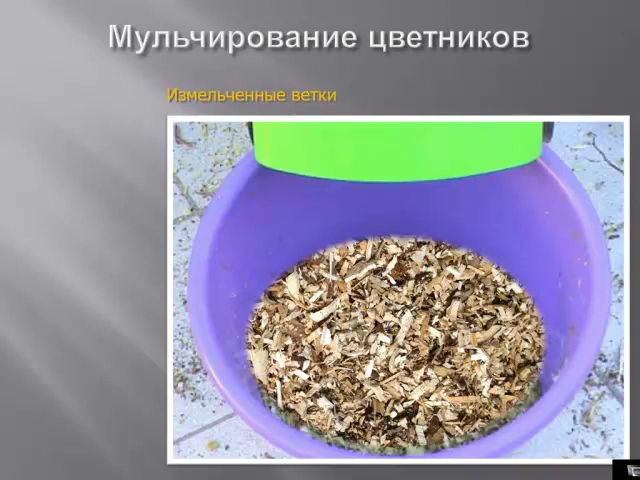 Мульчирование цветников
Измельченные ветки